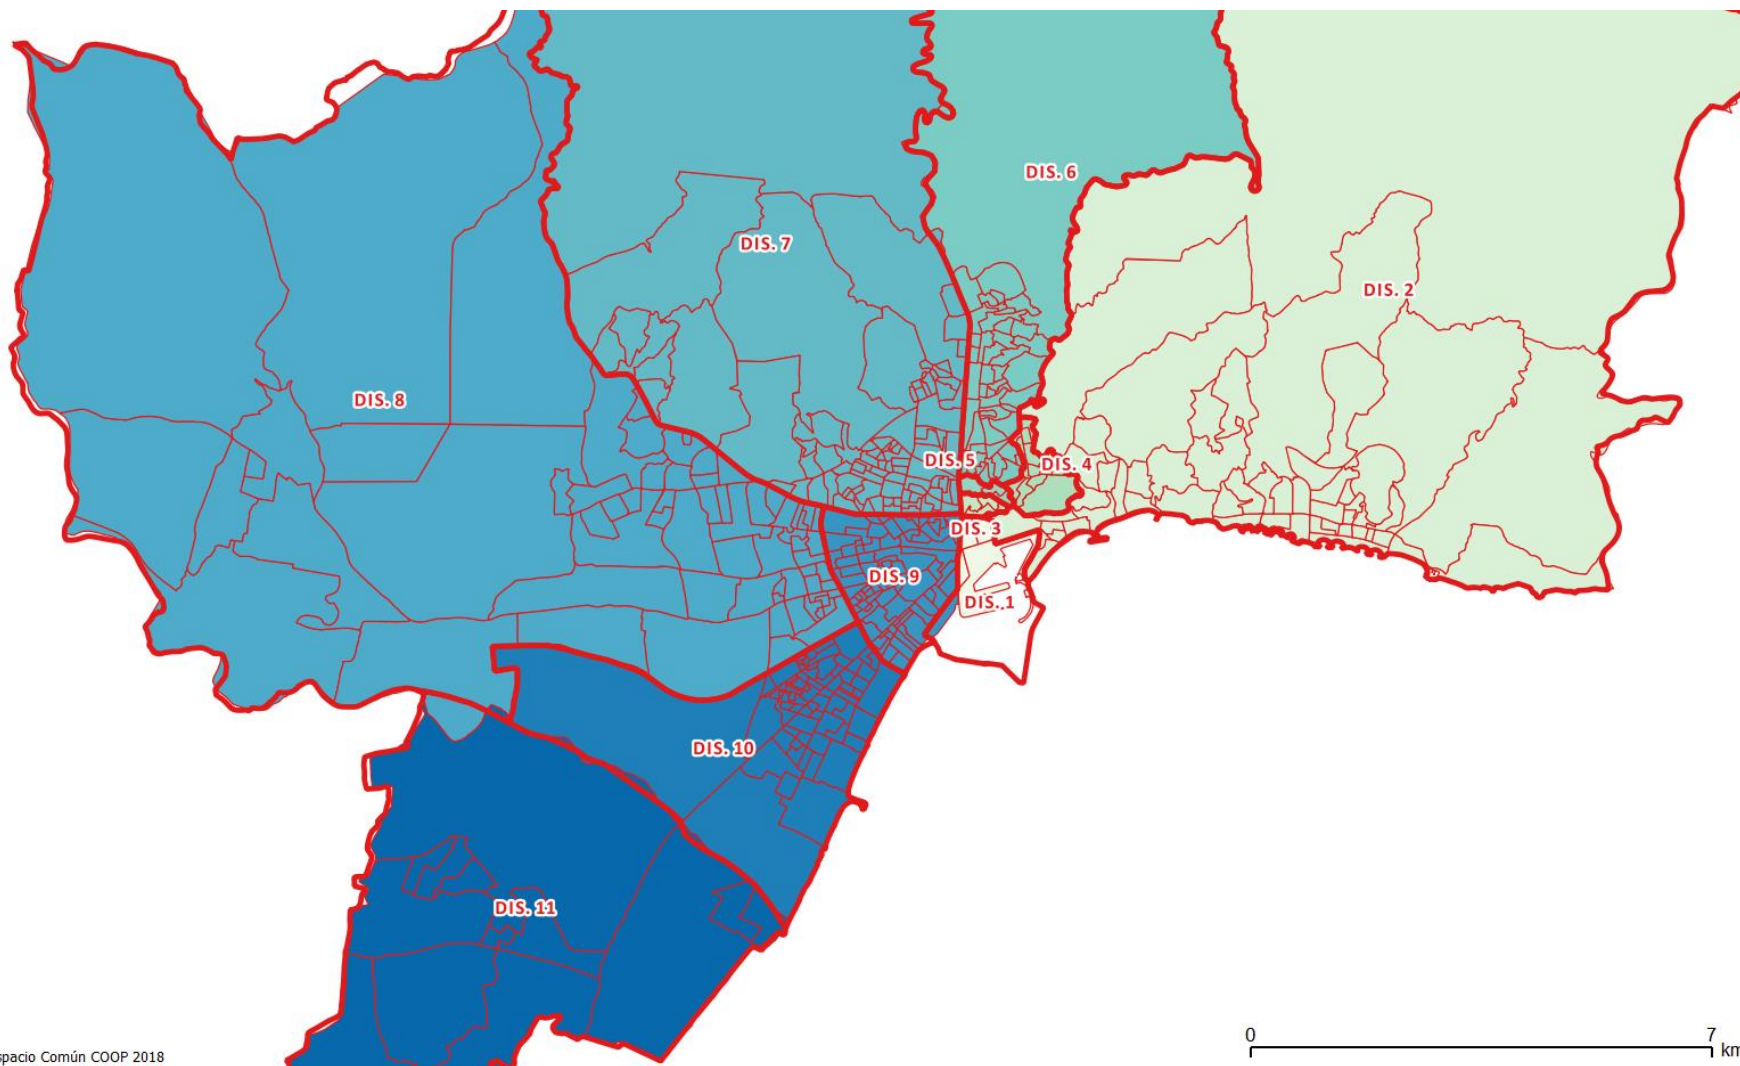 DIS. 6
DIS. 7
DIS. 2
DIS. 8
DIS. 5
DIS. 4
DIS. 3
DIS. 9
DIS. 1
DIS. 10
DIS. 11
0 7
km
spacio Común COOP 2018